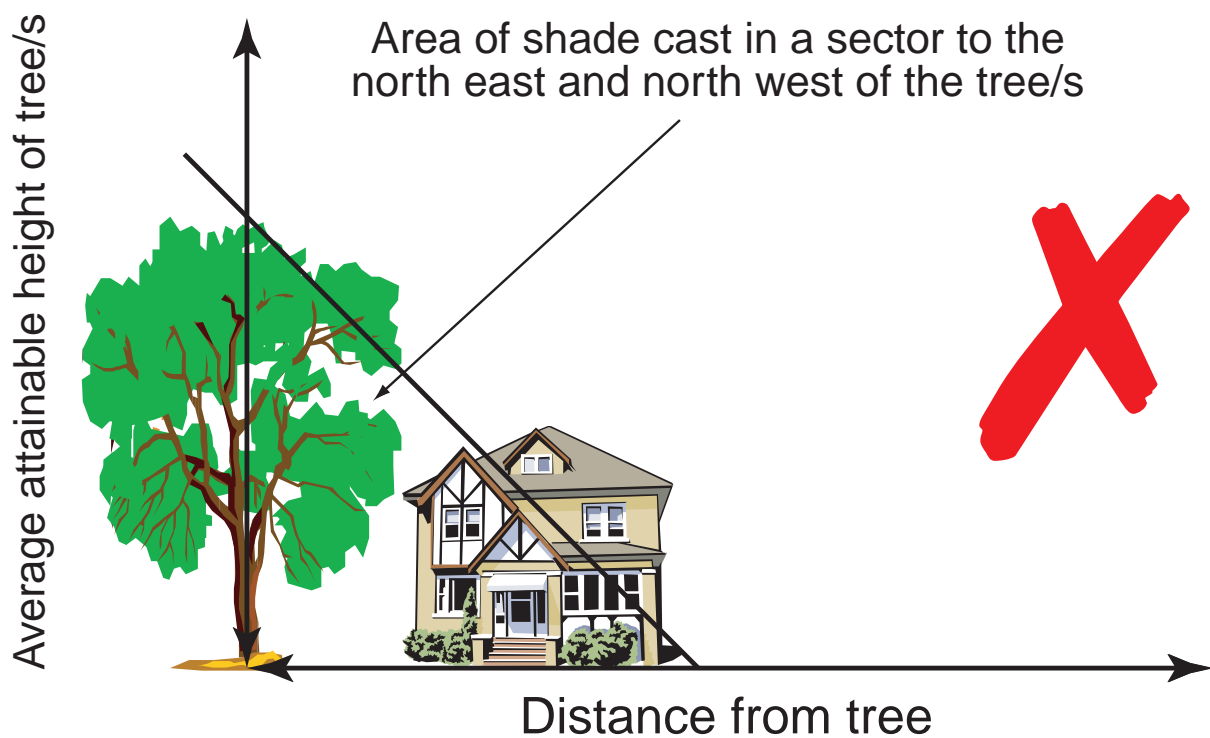 Average attainable height of tree/s
Area of shade cast in a sector to the
north east and north west of the tree/s
Distance from tree